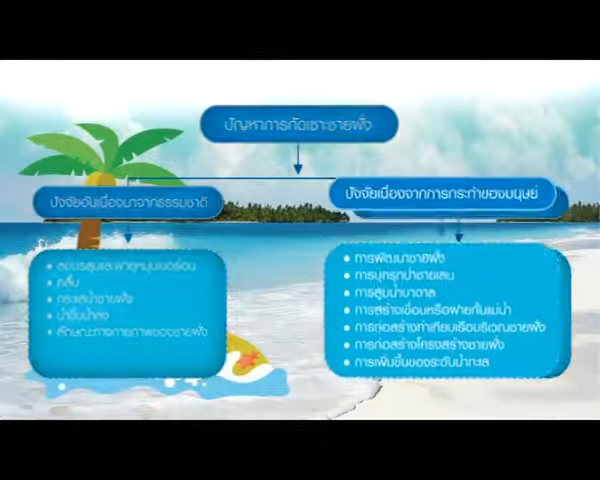 ปัญหาการกัดเซาะชายฝั่ง
ปัจจัยอันเนื่องมาจากธรรมชาติ
ปัจจัยเนื่องจากการกระทำของมนุษย์
• ลมมรสุมและพายุหมุนเขตร้อน
• คลื่น
• กระแสน้ำชายฝั่ง
• น้ำขึ้นน้ำลง
• ลักษณะทางกายภาพของชายฝั่ง
• การพัฒนาชายฝั่ง
• การบุกรุกป่าชายเลน
• การสูบน้ำบาดาล
• การสร้างเขื่อนหรือฝายกั้นแม่น้ำ
• การก่อสร้างท่าเทียบเรือบริเวณชายฝั่ง
• การก่อสร้างโครงสร้างชายฝั่ง
• การเพิ่มขึ้นของระดับน้ำทะเล